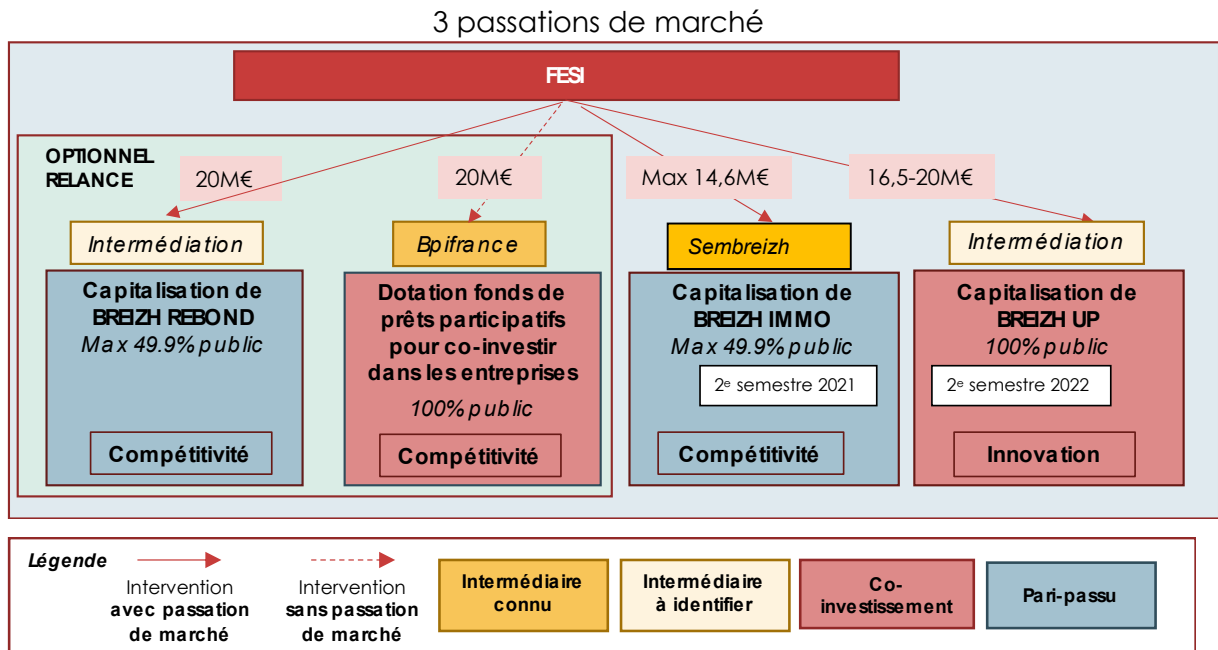 3 passations de marché
FESI
OPTIONNEL
RELANCE
20M€
20M€
Max 14,6M€
16,5-20M€
Intermédiation
Bpifrance
Sembreizh
Intermédiation
Capitalisation de
BREIZH REBOND
Max 49.9% public
Compétitivité
Dotation fonds de
prêts participatifs
pour co-investir
dans les entreprises
100% public
Compétitivité
Capitalisation de
BREIZH IMMO
Max 49.9% public
2e semestre 2021
Compétitivité
Capitalisation de
BREIZH UP
100% public
2e semestre 2022
Innovation
Légende
Intervention
avec passation
de marché
Intervention
sans passation
de marché
Intermédiaire
connu
Intermédiaire
à identifier
Co-
investissement
Pari-passu